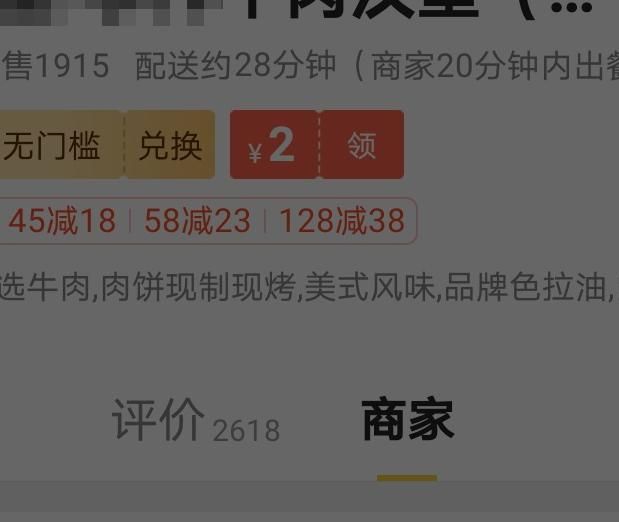 牛肉汉堡（...
售1915 配送约28分钟（商家20分钟内出餐
无门槛 兑换 ¥2 领
45减18 58减23 128减38
选牛肉,肉饼现制现烤,美式风味,品牌色拉油,
评价 2618 商家